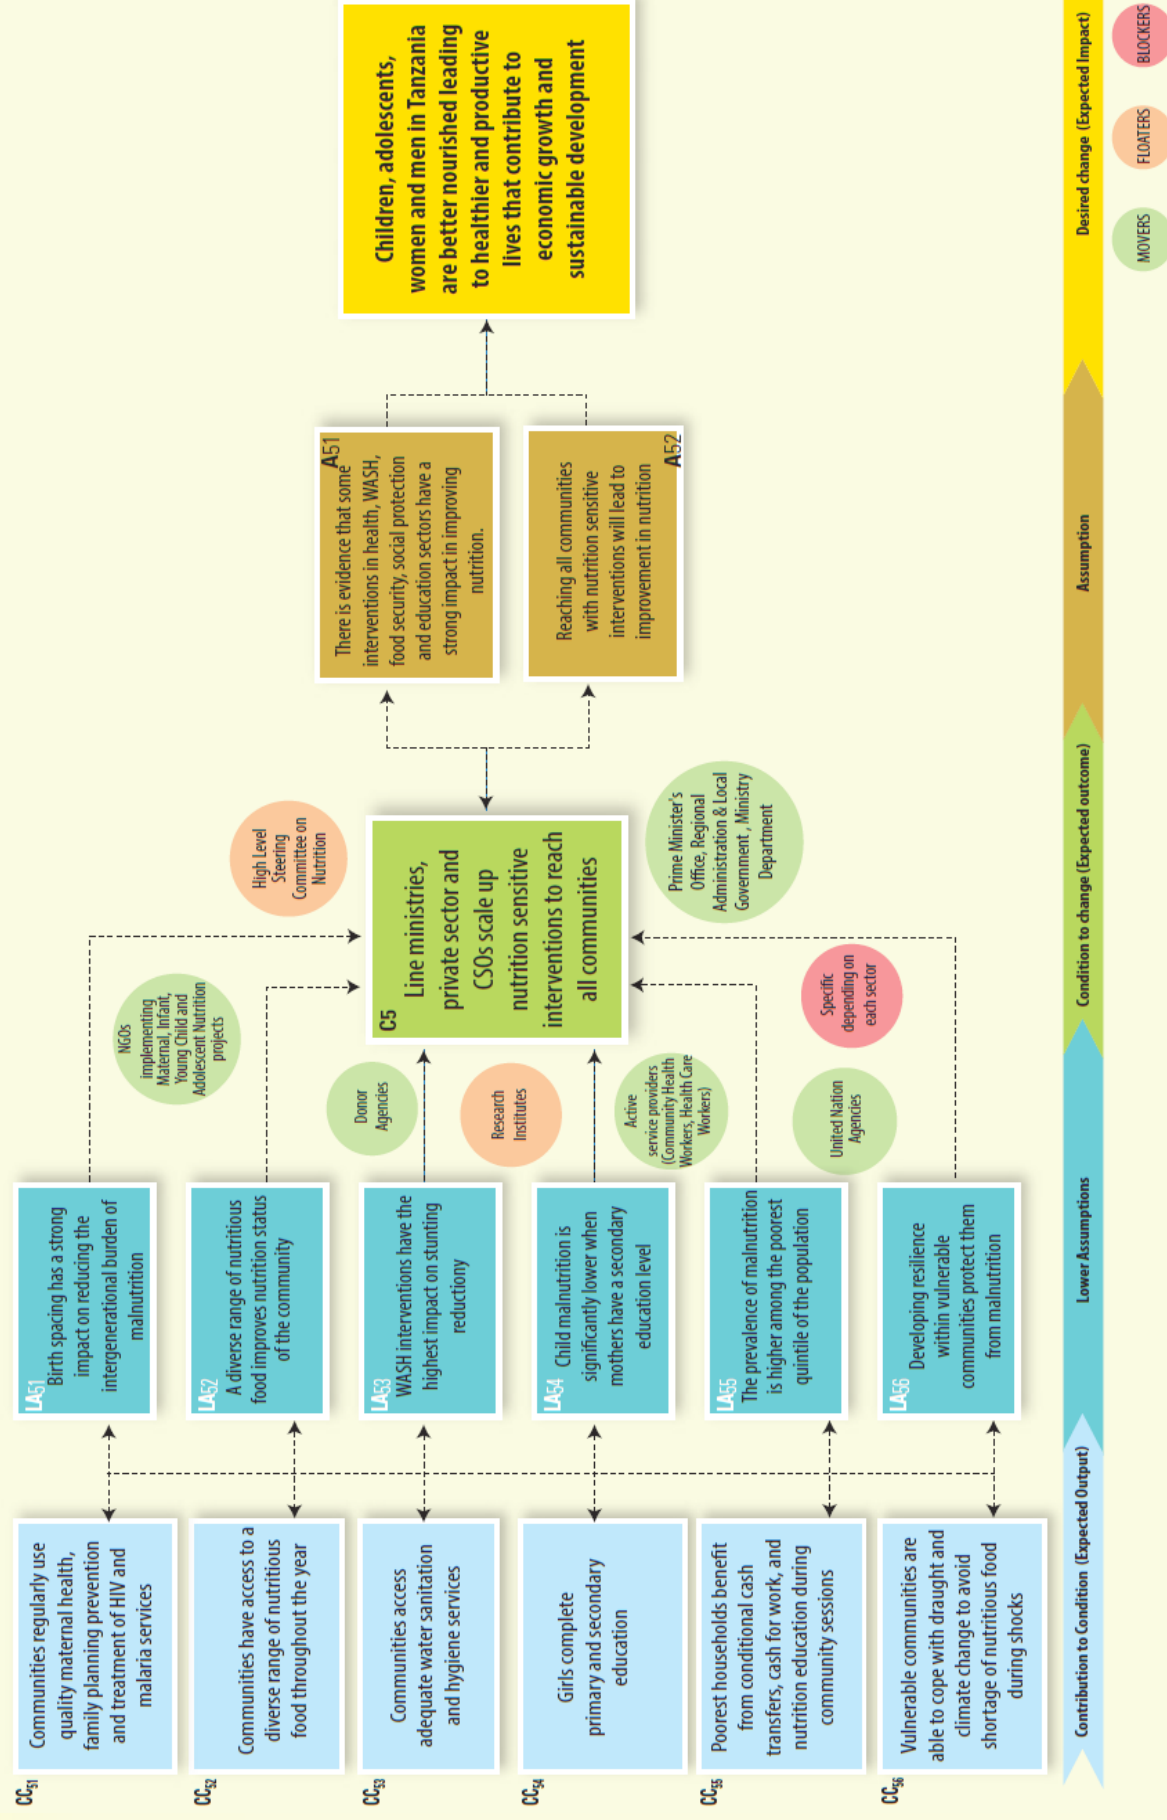 CC51
Communities regularly use
quality maternal health,
family planning prevention
and treatment of HIV and
malaria services
CC52
Communities have access to a
diverse range of nutritious
food throughout the year
CC53
Communities access
adequate water sanitation
and hygiene services
CC54
Girls complete
primary and secondary
education
CC55
Poorest households benefit
from conditional cash
transfers, cash for work, and
nutrition education during
community sessions
CC56
Vulnerable communities are
able to cope with draught and
climate change to avoid
shortage of nutritious food
during shocks
LA51
Birth spacing has a strong
impact on reducing the
intergenerational burden of
malnutrition
LA52
A diverse range of nutritious
food improves nutrition status
of the community
LA53
WASH interventions have the
highest impact on stunting
reductiony
LA54
Child malnutrition is
significantly lower when
mothers have a secondary
education level
LA55
The prevalence of malnutrition
is higher among the poorest
quintile of the population
LA56
Developing resilience
within vulnerable
communities protect them
from malnutrition
NGOs
implementing
Maternal, Infant,
Young Child and
Adolescent Nutrition
projects
Donor
Agencies
Research
Institutes
Active
service providers
(Community Health
Workers, Health Care
Workers)
United Nation
Agencies
Specific
depending on
each sector
High Level
Steering
Committee on
Nutrition
C5
Line ministries,
private sector and
CSOs scale up
nutrition sensitive
interventions to reach
all communities
Prime Minister's
Office, Regional
Administration & Local
Government , Ministry
Department
A51
There is evidence that some
interventions in health, WASH,
food security, social protection
and education sectors have a
strong impact in improving
nutrition.
Reaching all communities
with nutrition sensitive
interventions will lead to
improvement in nutrition
A52
Children, adolescents,
women and men in Tanzania
are better nourished leading
to healthier and productive
lives that contribute to
economic growth and
sustainable development
Contribution to Condition (Expected Output)
Lower Assumptions
Condition to change (Expected outcome)
Assumption
Desired change (Expected Impact)
MOVERS
FLOATERS
BLOCKERS